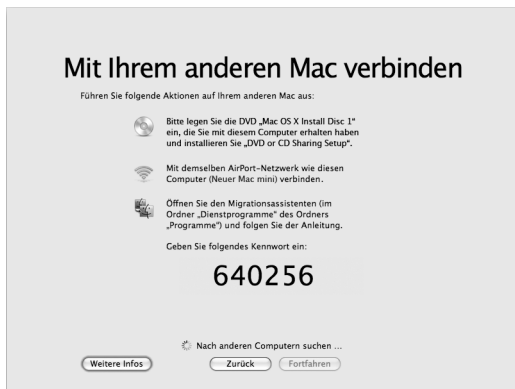 Mit Ihrem anderen Mac verbinden
Führen Sie folgende Aktionen auf Ihrem anderen Mac aus:
Bitte legen Sie die DVD „Mac OS X Install Disc 1“
ein, die Sie mit diesem Computer erhalten haben
und installieren Sie „DVD or CD Sharing Setup“.
Mit demselben AirPort-Netzwerk wie diesen
Computer (Neuer Mac mini) verbinden.
Öffnen Sie den Migrationsassistenten (im
Ordner „Dienstprogramme“ des Ordners
„Programme“) und folgen Sie der Anleitung.
Geben Sie folgendes Kennwort ein:
640256
Nach anderen Computern suchen ...
Weitere Infos
Zurück
Fortfahren